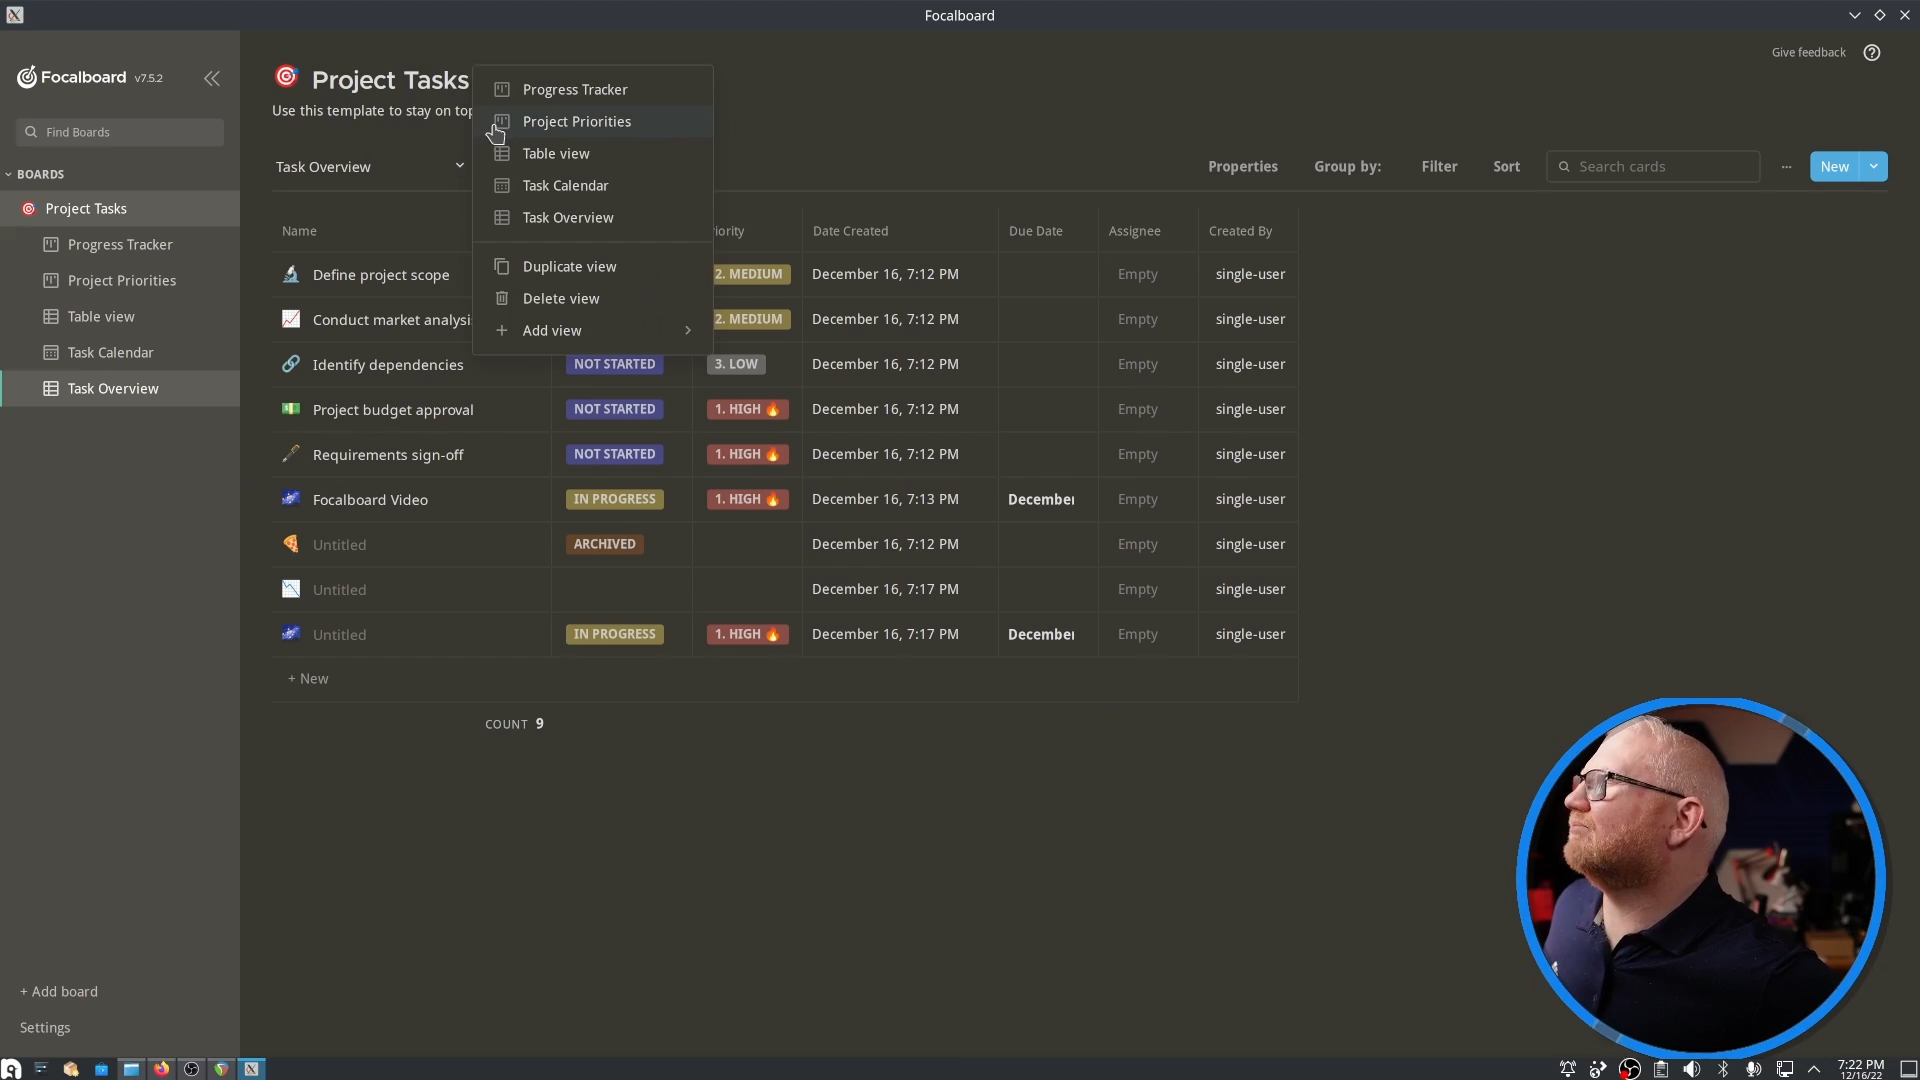 Focalboard
Give feedback
Focalboard v7.5.2
Find Boards
BOARDS
Project Tasks
Progress Tracker
Project Priorities
Table view
Task Calendar
Task Overview
+ Add board
Settings
Project Tasks
Use this template to stay on top
Task Overview
Progress Tracker
Project Priorities
Table view
Task Calendar
Task Overview
Duplicate view
Delete view
Add view
Properties Group by: Filter Sort Search cards ... New
Name iority Date Created Due Date Assignee Created By
Define project scope 2. MEDIUM December 16, 7:12 PM Empty single-user
Conduct market analysi 2. MEDIUM December 16, 7:12 PM Empty single-user
Identify dependencies NOT STARTED 3. LOW December 16, 7:12 PM Empty single-user
Project budget approval NOT STARTED 1. HIGH 🔥 December 16, 7:12 PM Empty single-user
Requirements sign-off NOT STARTED 1. HIGH 🔥 December 16, 7:12 PM Empty single-user
Focalboard Video IN PROGRESS 1. HIGH 🔥 December 16, 7:13 PM December Empty single-user
Untitled ARCHIVED December 16, 7:12 PM Empty single-user
Untitled December 16, 7:17 PM Empty single-user
Untitled IN PROGRESS 1. HIGH 🔥 December 16, 7:17 PM December Empty single-user
+ New
COUNT 9
7:22 PM
12/16/22